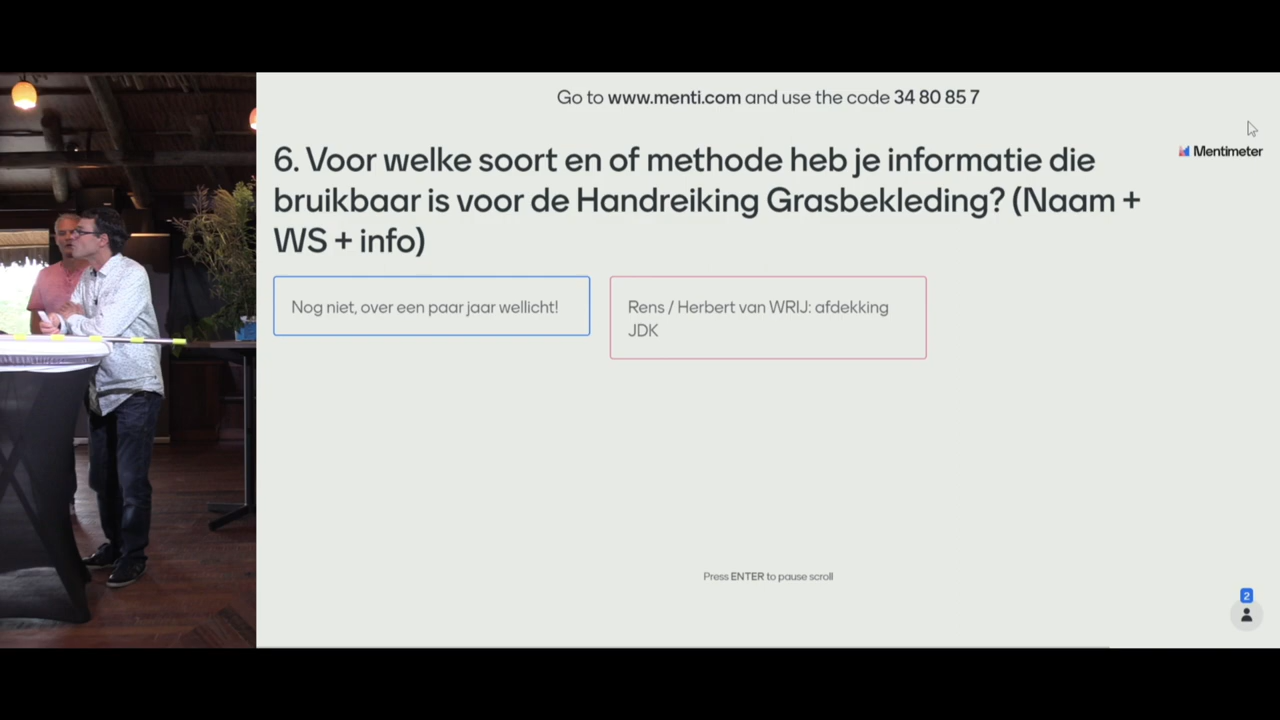 Go to www.menti.com and use the code 34 80 85 7
Mentimeter
6. Voor welke soort en of methode heb je informatie die
bruikbaar is voor de Handreiking Grasbekleding? (Naam +
WS + info)
Nog niet, over een paar jaar wellicht!
Rens / Herbert van WRIJ: afdekking
JDK
Press ENTER to pause scroll
2